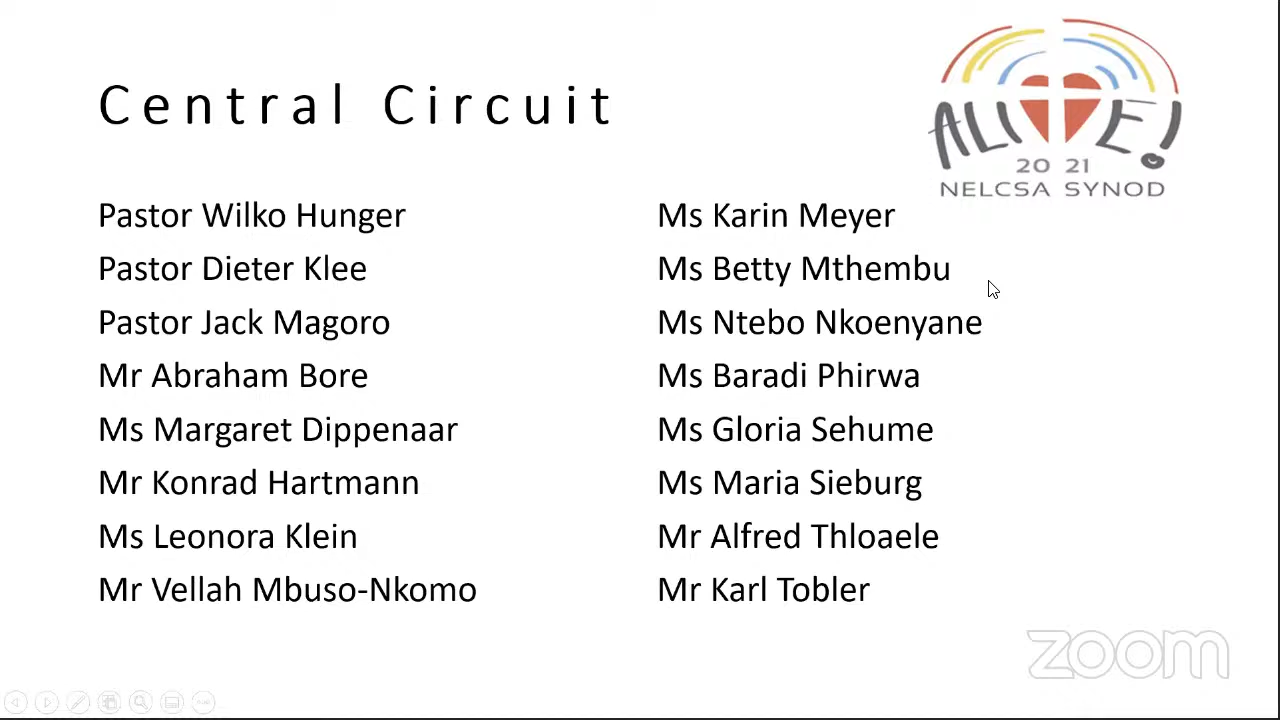 Central Circuit
ALIVE!
20 21
NELCSA SYNOD
Pastor Wilko Hunger
Pastor Dieter Klee
Pastor Jack Magoro
Mr Abraham Bore
Ms Margaret Dippenaar
Mr Konrad Hartmann
Ms Leonora Klein
Mr Vellah Mbuso-Nkomo
Ms Karin Meyer
Ms Betty Mthembu
Ms Ntebo Nkoenyane
Ms Baradi Phirwa
Ms Gloria Sehume
Ms Maria Sieburg
Mr Alfred Thloaele
Mr Karl Tobler
zoom